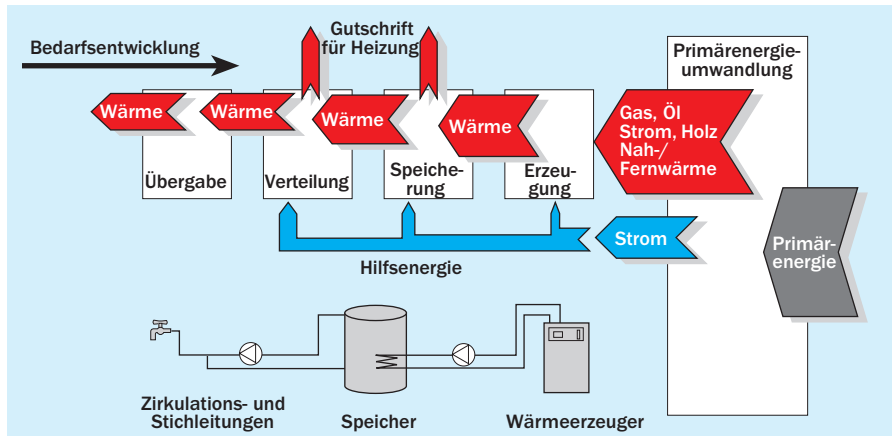 Bedarfsentwicklung
Gutschrift
für Heizung
Primärenergie-
umwandlung
Wärme
Wärme
Wärme
Wärme
Gas, Öl
Strom, Holz
Nah-/
Fernwärme
Übergabe
Verteilung
Speiche-
rung
Erzeu-
gung
Strom
Primär-
energie
Hilfsenergie
Zirkulations- und
Stichleitungen
Speicher
Wärmeerzeuger